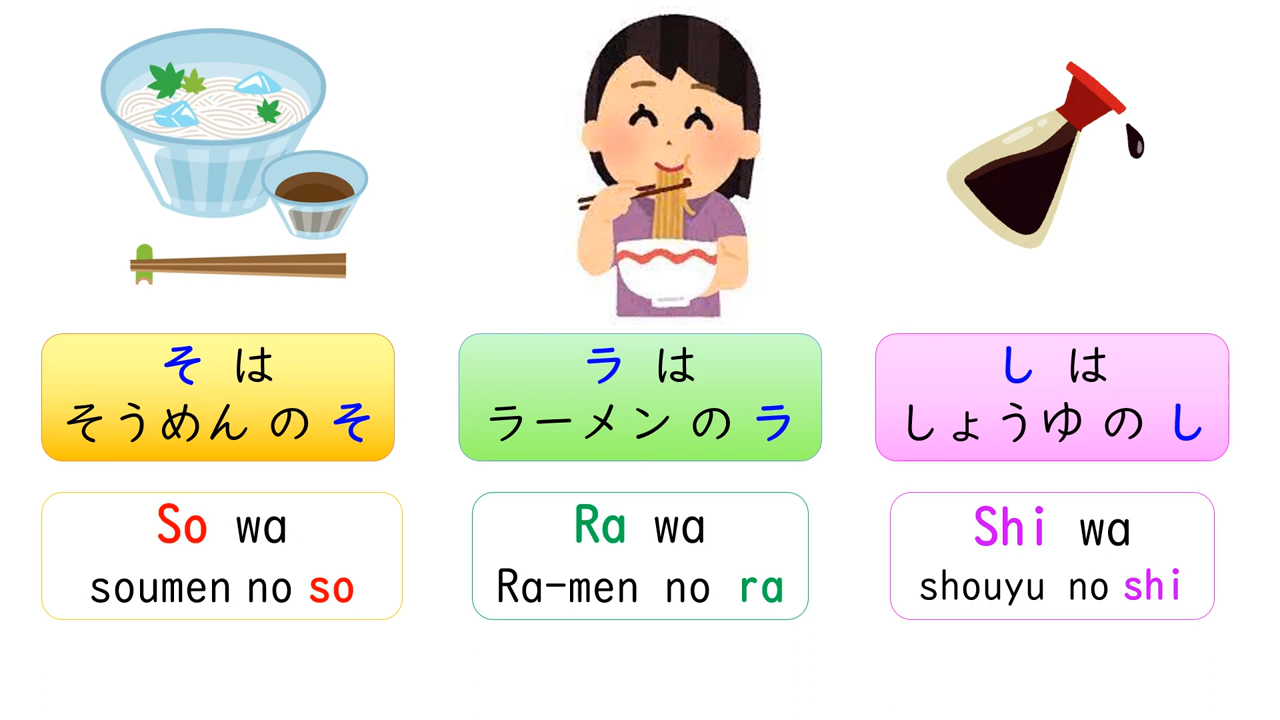 そ は
そうめん の そ
ラ は
ラーメン の ラ
し は
しょうゆ の し
So wa
soumen no so
Ra wa
Ra-men no ra
Shi wa
shouyu no shi